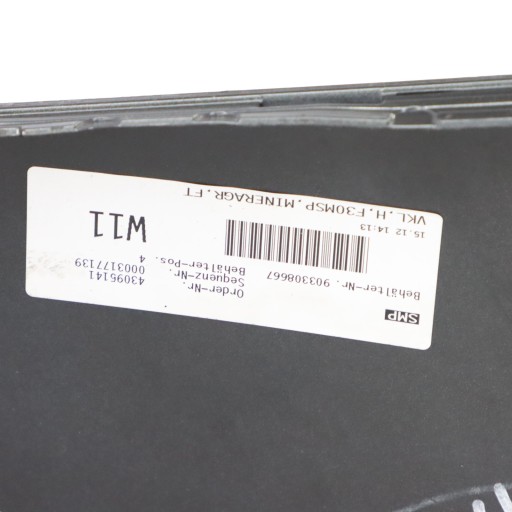 SMP
Behälter-Nr. 903308667
Order-Nr. 43095141
Sequenz-Nr. 0003177139
Behälter-Pos. 4
15.12 14:13
W11
VKL.H.F30MSP.MINERAGR.FT